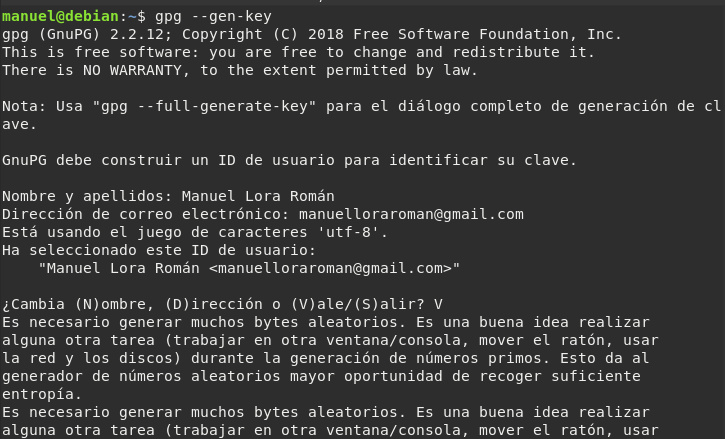 manuel@debian:~$ gpg --gen-key
gpg (GnuPG) 2.2.12; Copyright (C) 2018 Free Software Foundation, Inc.
This is free software: you are free to change and redistribute it.
There is NO WARRANTY, to the extent permitted by law.
Nota: Usa "gpg --full-generate-key" para el diálogo completo de generación de cl
ave.
GnuPG debe construir un ID de usuario para identificar su clave.
Nombre y apellidos: Manuel Lora Román
Dirección de correo electrónico: manuelloraroman@gmail.com
Está usando el juego de caracteres 'utf-8'.
Ha seleccionado este ID de usuario:
    "Manuel Lora Román <manuelloraroman@gmail.com>"
¿Cambia (N)ombre, (D)irección o (V)ale/(S)alir? V
Es necesario generar muchos bytes aleatorios. Es una buena idea realizar
alguna otra tarea (trabajar en otra ventana/consola, mover el ratón, usar
la red y los discos) durante la generación de números primos. Esto da al
generador de números aleatorios mayor oportunidad de recoger suficiente
entropía.
Es necesario generar muchos bytes aleatorios. Es una buena idea realizar
alguna otra tarea (trabajar en otra ventana/consola, mover el ratón, usar